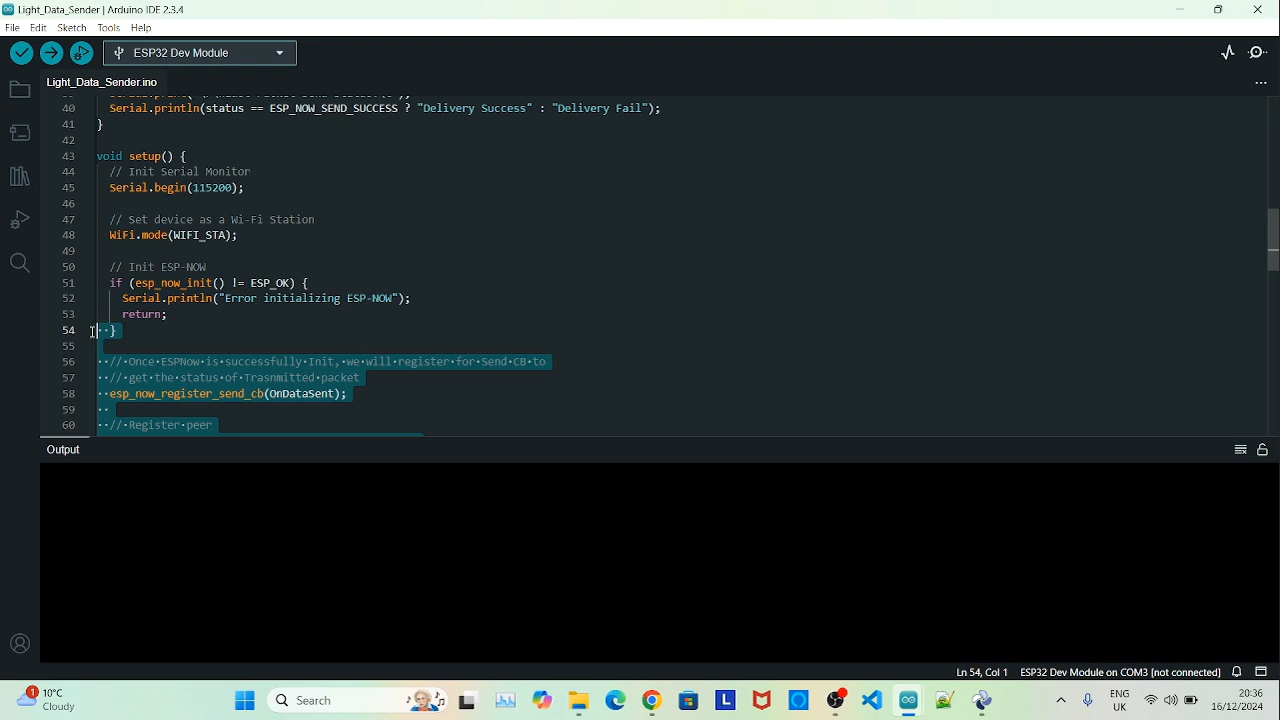 Light_Data_Sender | Arduino IDE 2.3.4
File Edit Sketch Tools Help
ESP32 Dev Module
Light_Data_Sender.ino
40 Serial.println(status == ESP_NOW_SEND_SUCCESS ? "Delivery Success" : "Delivery Fail");
41 }
42
43 void setup() {
44 // Init Serial Monitor
45 Serial.begin(115200);
46
47 // Set device as a Wi-Fi Station
48 WiFi.mode(WIFI_STA);
49
50 // Init ESP-NOW
51 if (esp_now_init() != ESP_OK) {
52 Serial.println("Error initializing ESP-NOW");
53 return;
54 ··}
55
56 ··//·Once·ESPNow·is·successfully·Init,·we·will·register·for·Send·CB·to
57 ··//·get·the·status·of·Trasnmitted·packet
58 ··esp_now_register_send_cb(OnDataSent);
59 ··
60 ··//·Register·peer
Output
Ln 54, Col 1 ESP32 Dev Module on COM3 [not connected]
1
10°C
Cloudy
Search
L
ENG
UK
20:36
16/12/2024